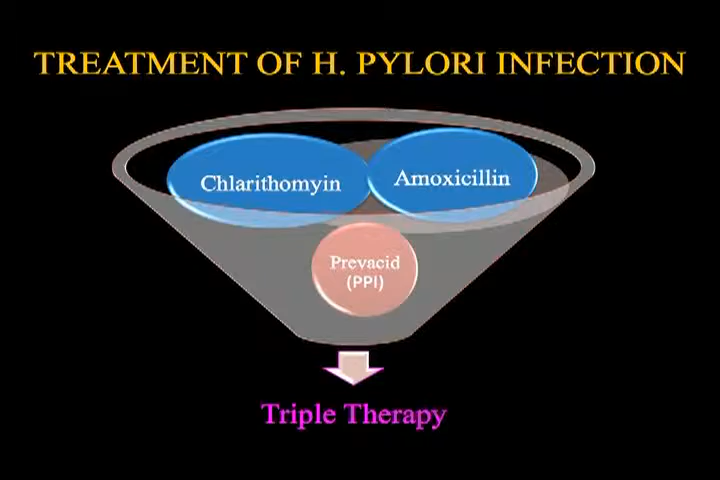 TREATMENT OF H. PYLORI INFECTION
Chlarithomyin
Amoxicillin
Prevacid
(PPI)
Triple Therapy